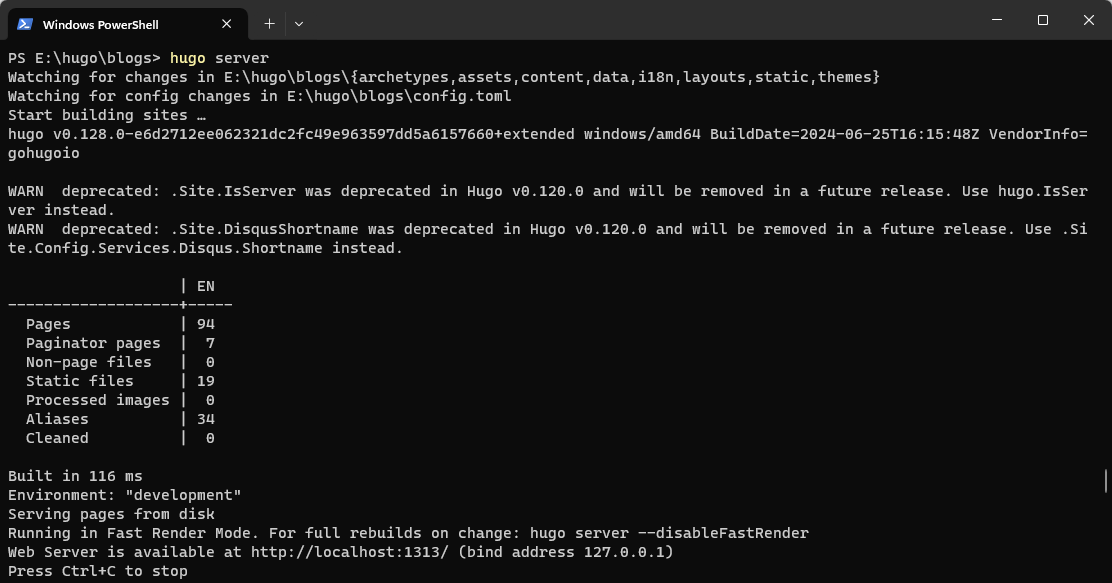 Windows PowerShell
PS E:\hugo\blogs> hugo server
Watching for changes in E:\hugo\blogs\{archetypes,assets,content,data,i18n,layouts,static,themes}
Watching for config changes in E:\hugo\blogs\config.toml
Start building sites …
hugo v0.128.0-e6d2712ee062321dc2fc49e963597dd5a6157660+extended windows/amd64 BuildDate=2024-06-25T16:15:48Z VendorInfo=
gohugoio
WARN  deprecated: .Site.IsServer was deprecated in Hugo v0.120.0 and will be removed in a future release. Use hugo.IsSer
ver instead.
WARN  deprecated: .Site.DisqusShortname was deprecated in Hugo v0.120.0 and will be removed in a future release. Use .Si
te.Config.Services.Disqus.Shortname instead.
                   | EN
-------------------+-----
  Pages            | 94
  Paginator pages  |  7
  Non-page files   |  0
  Static files     | 19
  Processed images |  0
  Aliases          | 34
  Cleaned          |  0
Built in 116 ms
Environment: "development"
Serving pages from disk
Running in Fast Render Mode. For full rebuilds on change: hugo server --disableFastRender
Web Server is available at http://localhost:1313/ (bind address 127.0.0.1)
Press Ctrl+C to stop